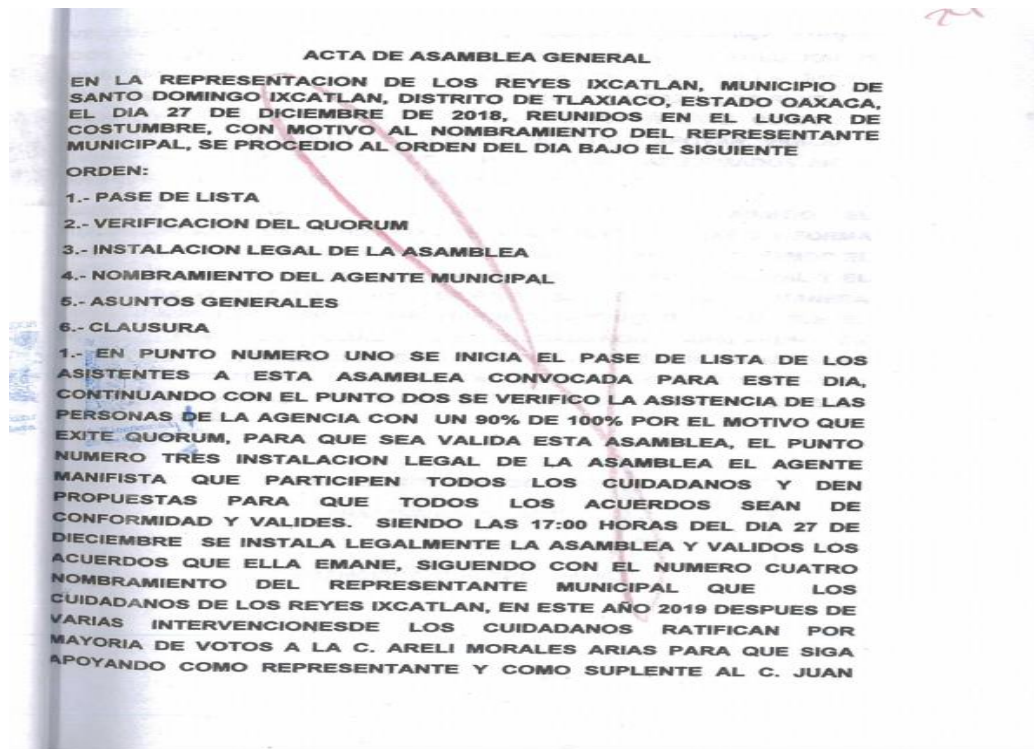 ACTA DE ASAMBLEA GENERAL
EN LA REPRESENTACION DE LOS REYES IXCATLAN, MUNICIPIO DE
SANTO DOMINGO IXCATLAN, DISTRITO DE TLAXIACO, ESTADO OAXACA,
EL DIA 27 DE DICIEMBRE DE 2018, REUNIDOS EN EL LUGAR DE
COSTUMBRE, CON MOTIVO AL NOMBRAMIENTO DEL REPRESENTANTE
MUNICIPAL, SE PROCEDIO AL ORDEN DEL DIA BAJO EL SIGUIENTE
ORDEN:
1.- PASE DE LISTA
2.- VERIFICACION DEL QUORUM
3.- INSTALACION LEGAL DE LA ASAMBLEA
4.- NOMBRAMIENTO DEL AGENTE MUNICIPAL
5.- ASUNTOS GENERALES
6.- CLAUSURA
1.- EN PUNTO NUMERO UNO SE INICIA EL PASE DE LISTA DE LOS
ASISTENTES A ESTA ASAMBLEA CONVOCADA PARA ESTE DIA,
CONTINUANDO CON EL PUNTO DOS SE VERIFICO LA ASISTENCIA DE LAS
PERSONAS DE LA AGENCIA CON UN 90% DE 100% POR EL MOTIVO QUE
EXITE QUORUM, PARA QUE SEA VALIDA ESTA ASAMBLEA, EL PUNTO
NUMERO TRES INSTALACION LEGAL DE LA ASAMBLEA EL AGENTE
MANIFISTA QUE PARTICIPEN TODOS LOS CUIDADANOS Y DEN
PROPUESTAS PARA QUE TODOS LOS ACUERDOS SEAN DE
CONFORMIDAD Y VALIDES. SIENDO LAS 17:00 HORAS DEL DIA 27 DE
DIECIEMBRE SE INSTALA LEGALMENTE LA ASAMBLEA Y VALIDOS LOS
ACUERDOS QUE ELLA EMANE, SIGUENDO CON EL NUMERO CUATRO
NOMBRAMIENTO DEL REPRESENTANTE MUNICIPAL QUE LOS
CUIDADANOS DE LOS REYES IXCATLAN, EN ESTE AÑO 2019 DESPUES DE
VARIAS INTERVENCIONESDE LOS CUIDADANOS RATIFICAN POR
MAYORIA DE VOTOS A LA C. ARELI MORALES ARIAS PARA QUE SIGA
APOYANDO COMO REPRESENTANTE Y COMO SUPLENTE AL C. JUAN